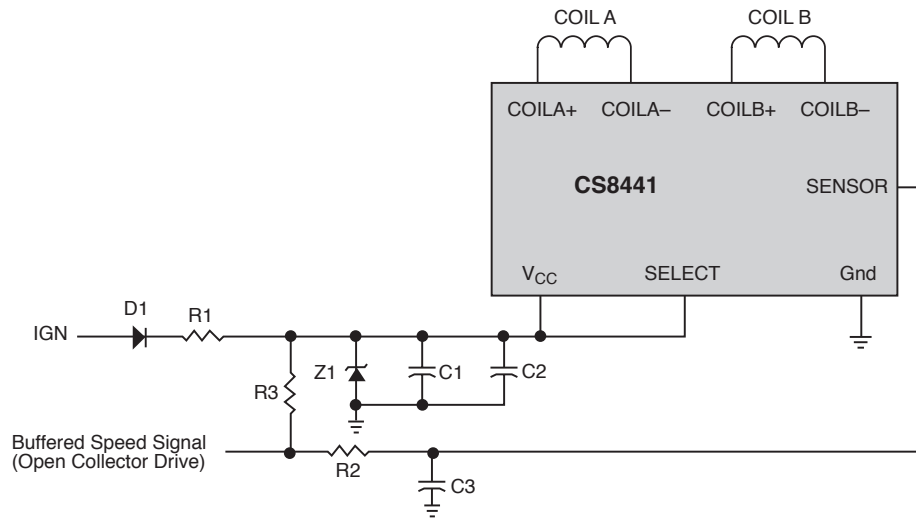 COIL A
COIL B
COILA+
COILA–
COILB+
COILB–
CS8441
SENSOR
VCC
SELECT
Gnd
IGN
D1
R1
Z1
C1
C2
R3
Buffered Speed Signal
(Open Collector Drive)
R2
C3